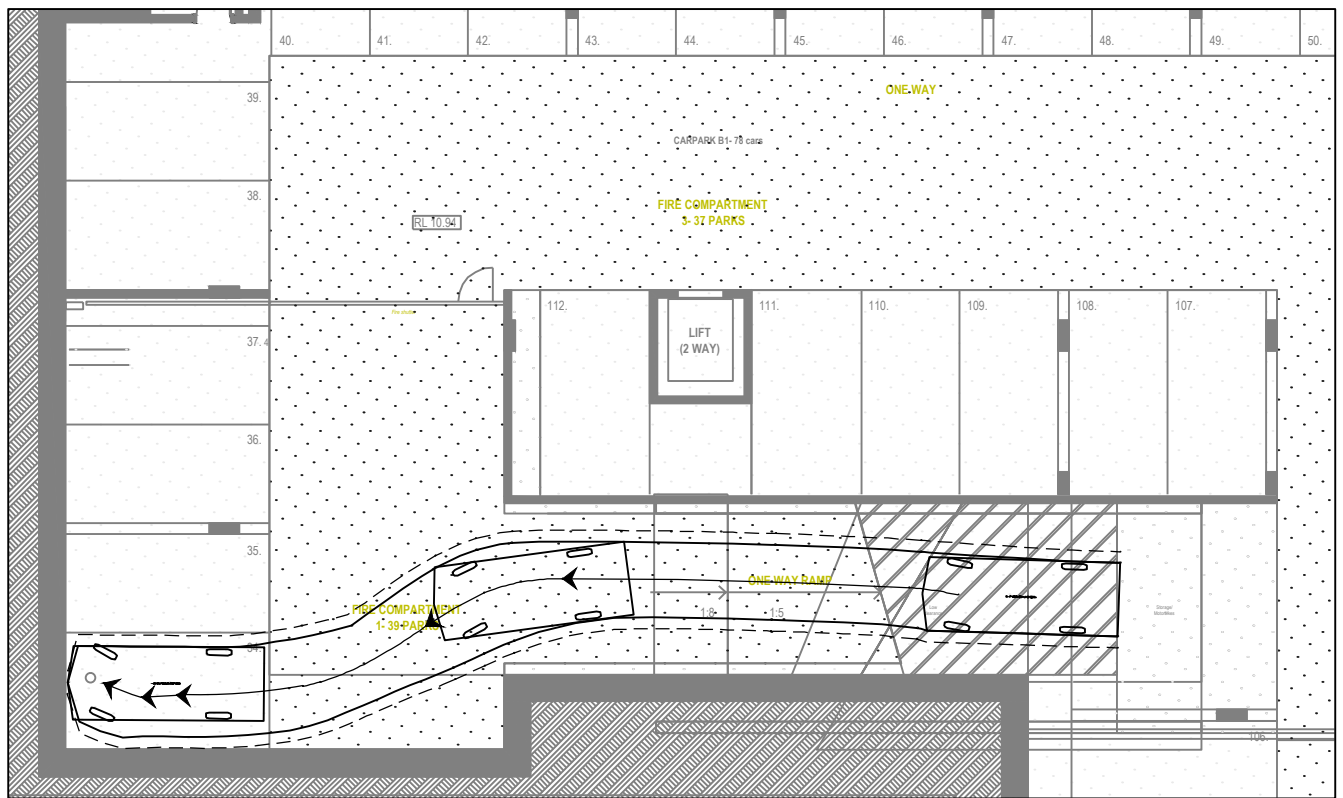 40.
41.
42.
43.
44.
45.
46.
47.
48.
49.
50.
39.
ONE WAY
CARPARK B1- 78 cars
38.
FIRE COMPARTMENT
3- 37 PARKS
RL 10.94
112.
111.
110.
109.
108.
107.
37.
LIFT
(2 WAY)
36.
35.
ONE WAY RAMP
FIRE COMPARTMENT
1- 39 PARKS
1:8
1:5
34.
106.